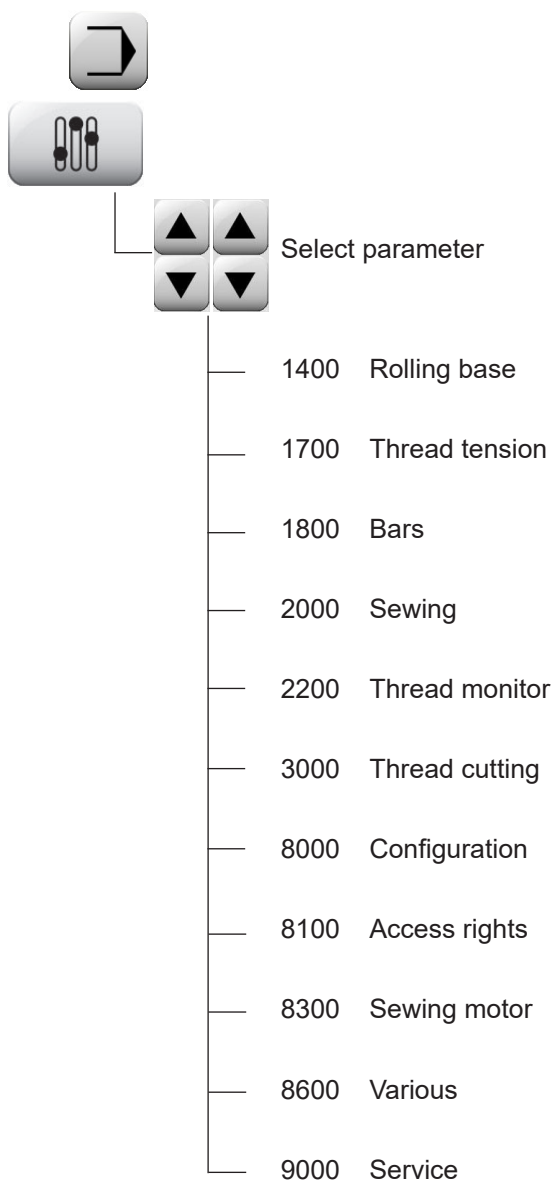 Select parameter
1400 Rolling base
1700 Thread tension
1800 Bars
2000 Sewing
2200 Thread monitor
3000 Thread cutting
8000 Configuration
8100 Access rights
8300 Sewing motor
8600 Various
9000 Service